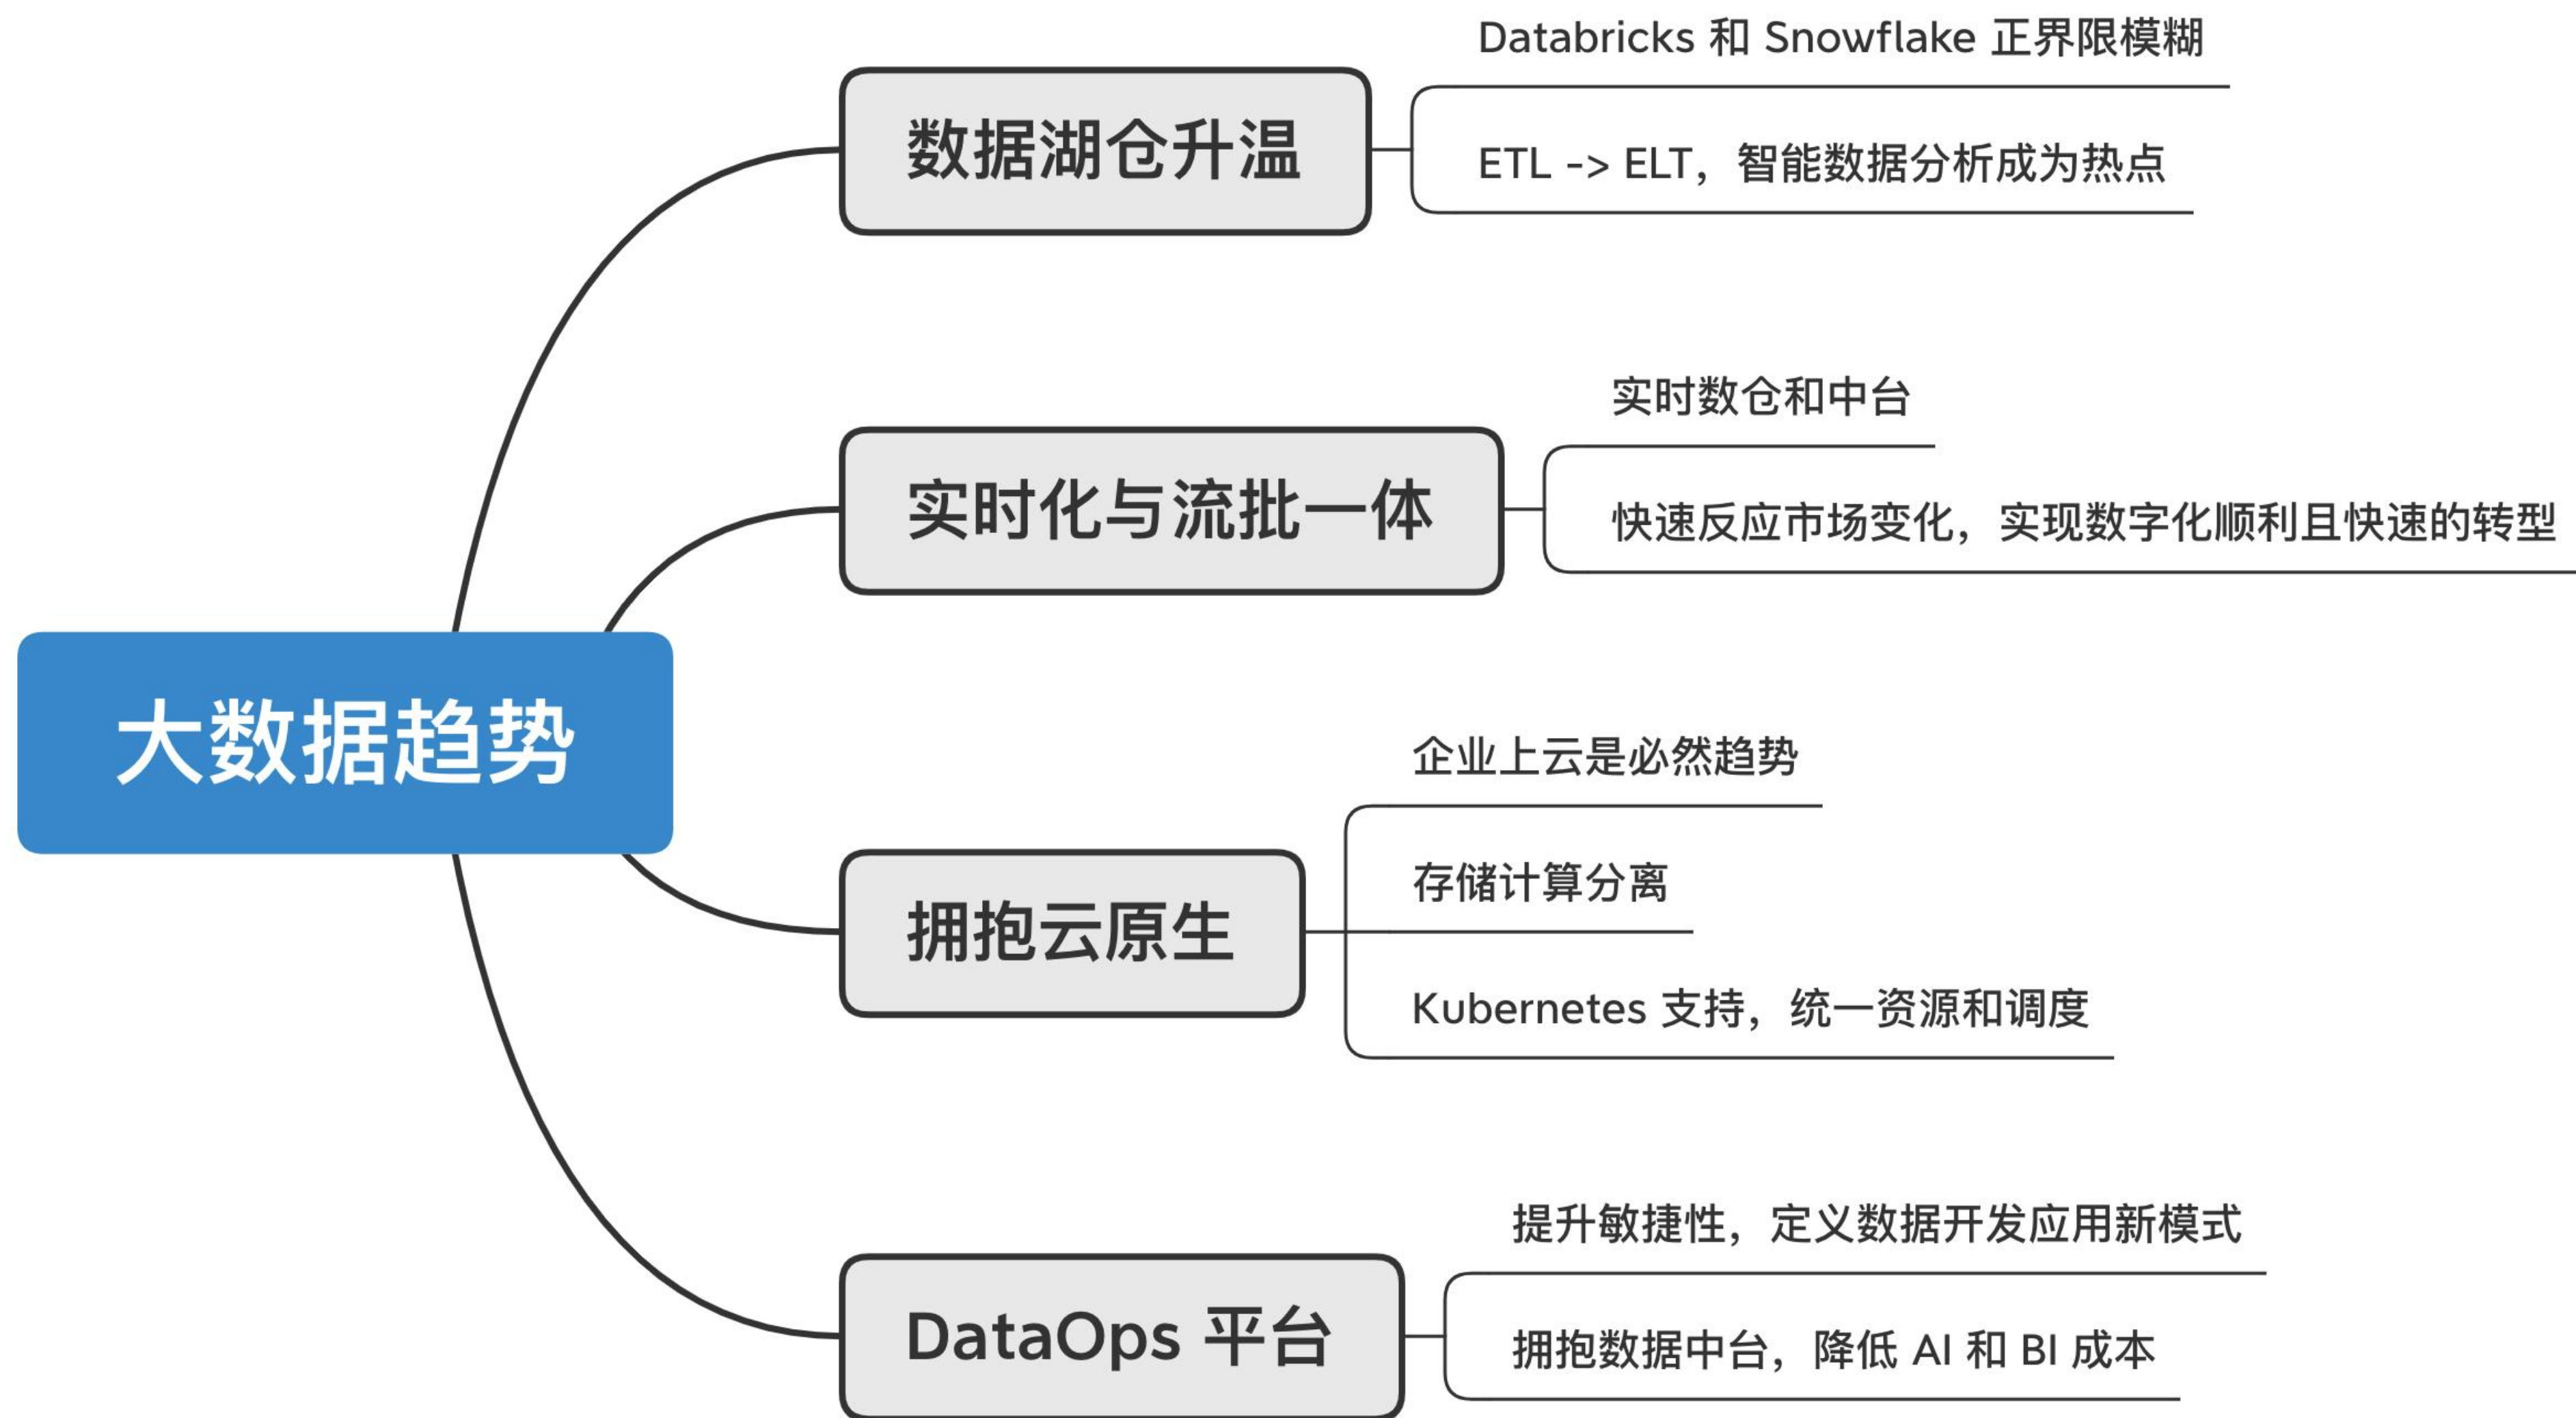 大数据趋势
数据湖仓升温
Databricks 和 Snowflake 正界限模糊
ETL -> ELT，智能数据分析成为热点
实时化与流批一体
实时数仓和中台
快速反应市场变化，实现数字化顺利且快速的转型
拥抱云原生
企业上云是必然趋势
存储计算分离
Kubernetes 支持，统一资源和调度
DataOps 平台
提升敏捷性，定义数据开发应用新模式
拥抱数据中台，降低 AI 和 BI 成本